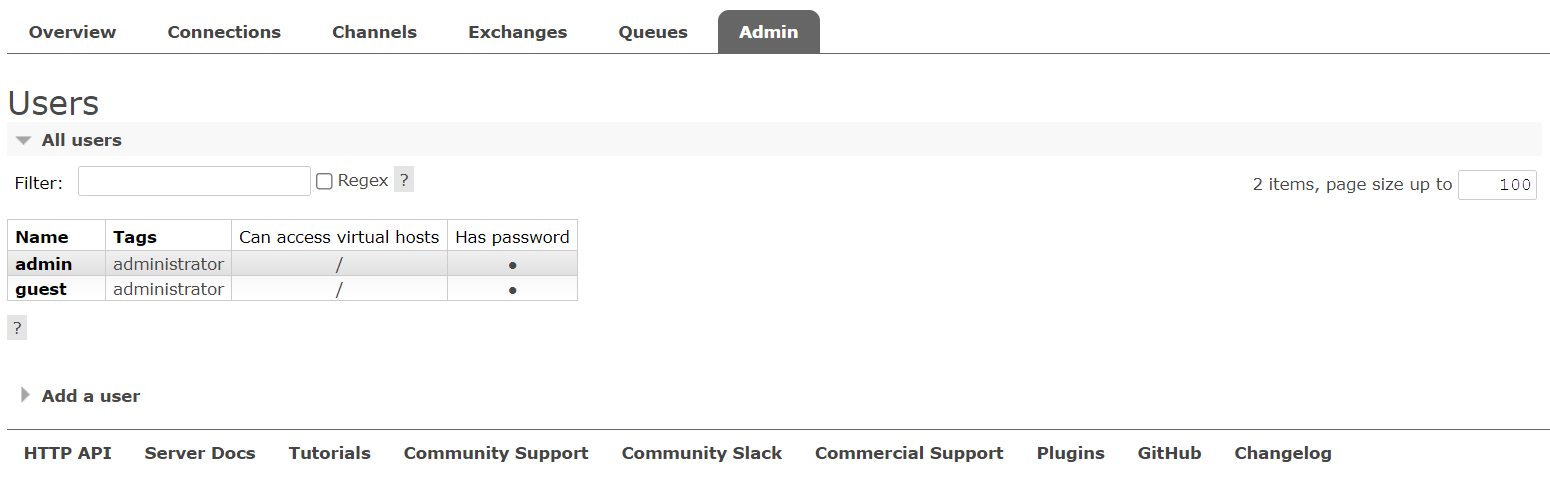 Overview Connections Channels Exchanges Queues Admin
Users
All users
Filter: Regex ? 2 items, page size up to 100
Name Tags Can access virtual hosts Has password
admin administrator / ●
guest administrator / ●
?
Add a user
HTTP API Server Docs Tutorials Community Support Community Slack Commercial Support Plugins GitHub Changelog